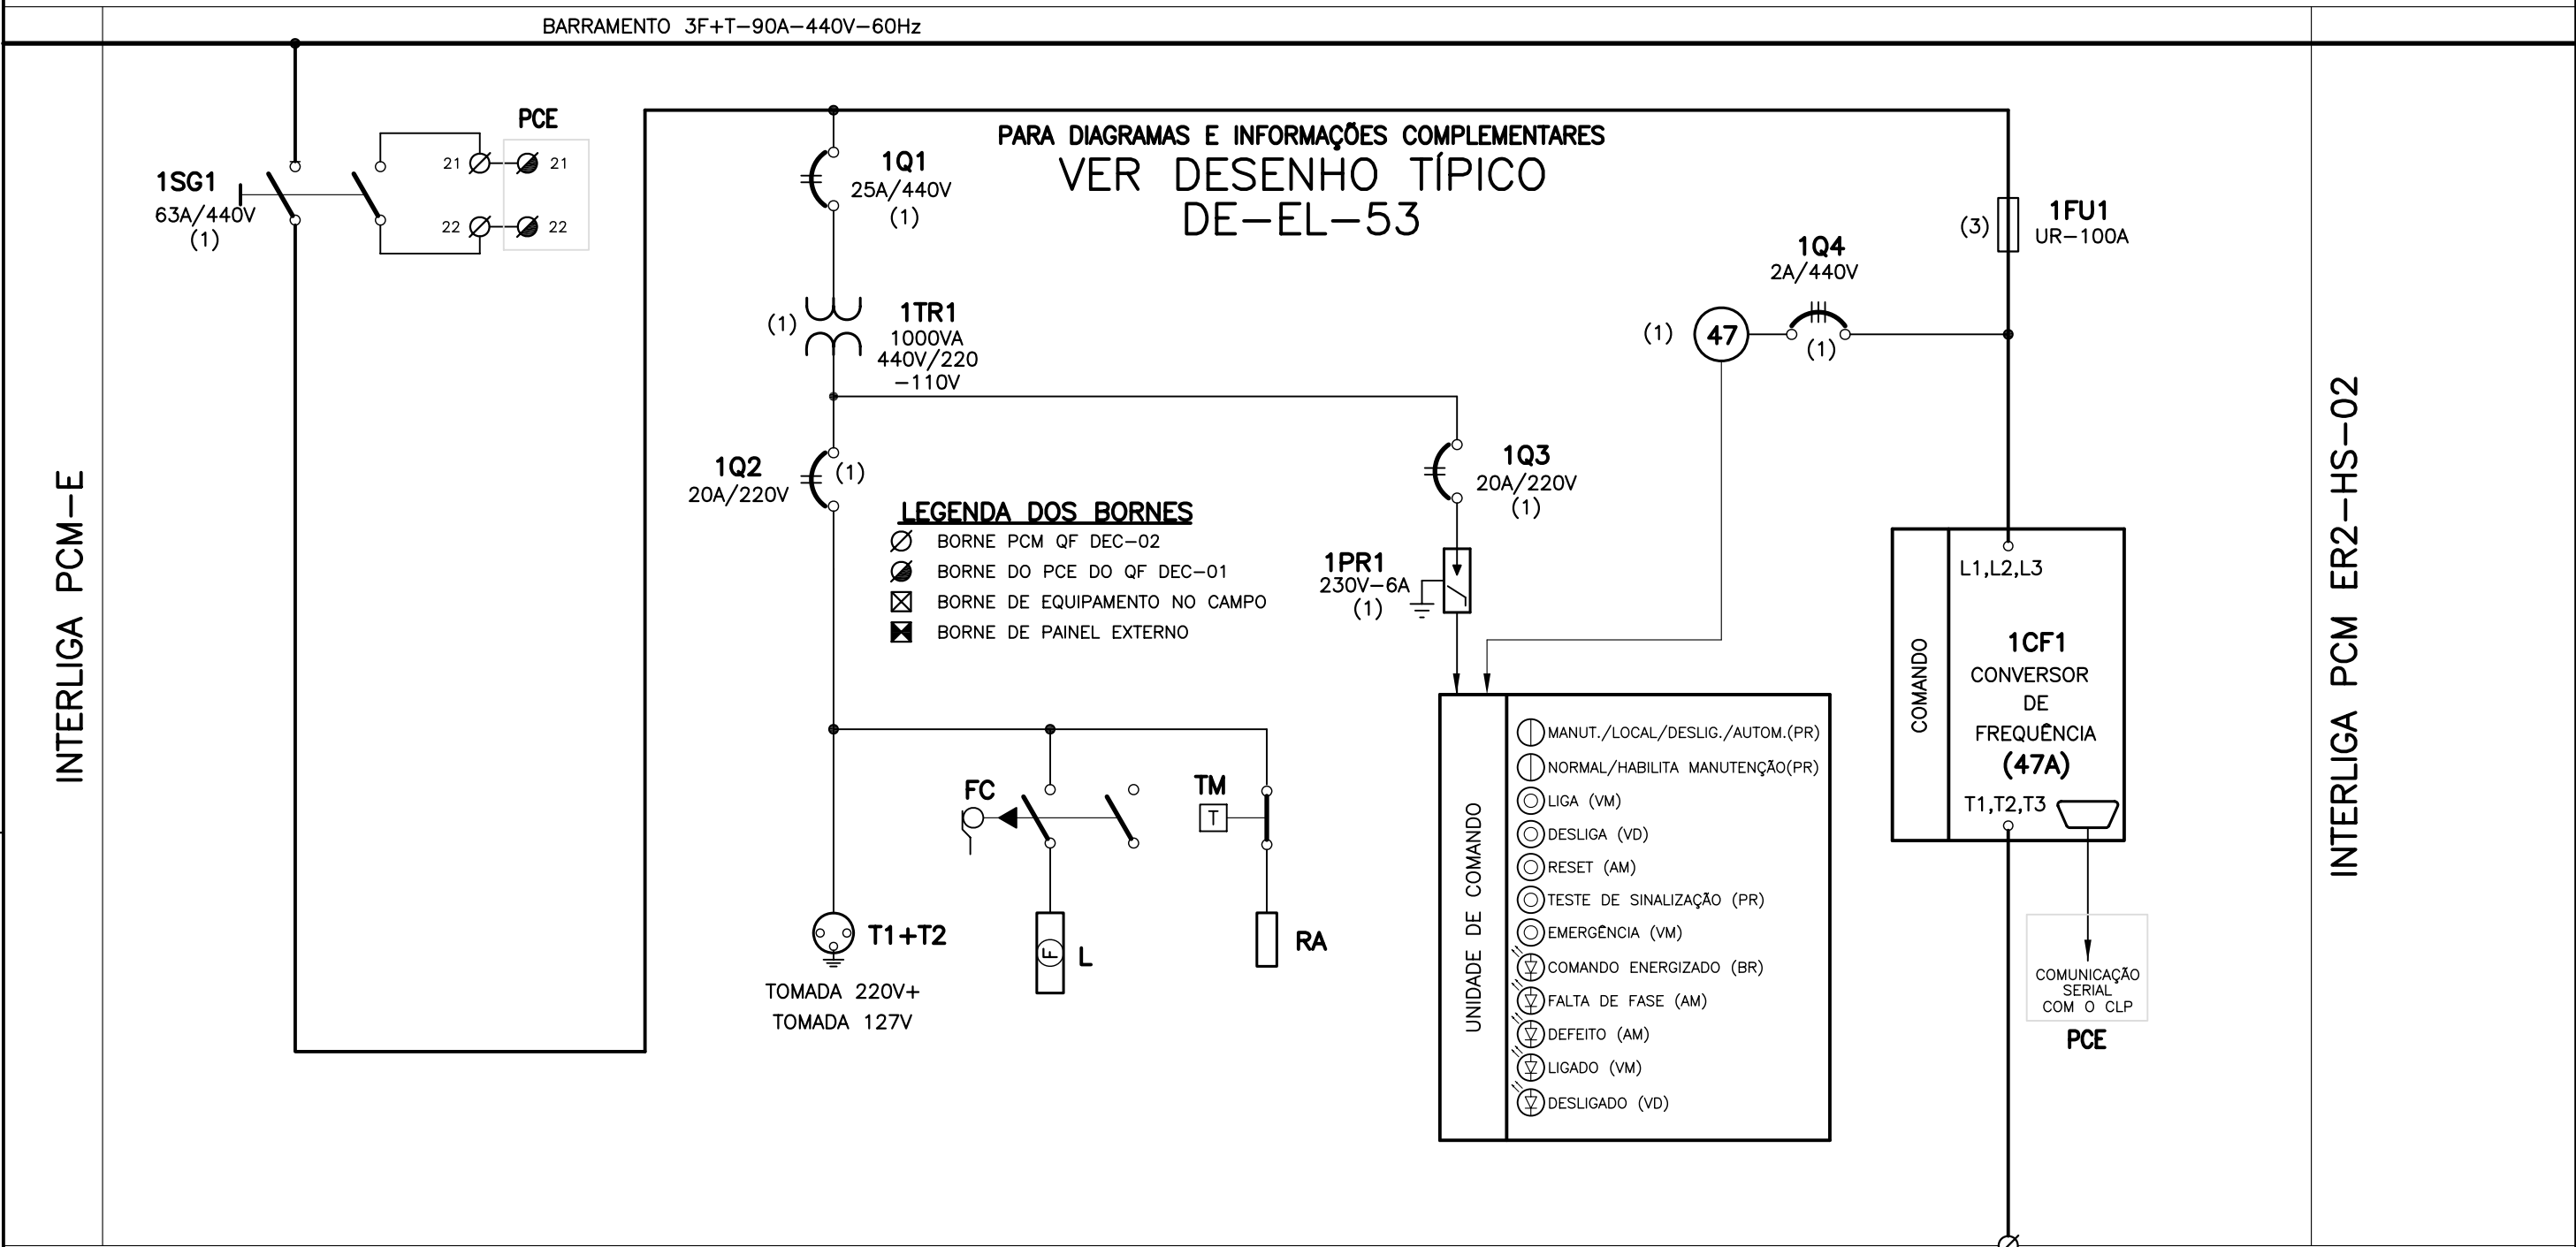 BARRAMENTO 3F+T-90A-440V-60Hz
INTERLIGA PCM-E
1SG1
63A/440V
(1)
PCE
21
21
22
22
1Q1
25A/440V
(1)
PARA DIAGRAMAS E INFORMAÇÕES COMPLEMENTARES
VER DESENHO TÍPICO
DE-EL-53
(1)
1TR1
1000VA
440V/220
-110V
1Q2
20A/220V
(1)
LEGENDA DOS BORNES
BORNE PCM QF DEC-02
BORNE DO PCE DO QF DEC-01
BORNE DE EQUIPAMENTO NO CAMPO
BORNE DE PAINEL EXTERNO
1Q3
20A/220V
(1)
1PR1
230V-6A
(1)
(1)
47
1Q4
2A/440V
(1)
(3)
1FU1
UR-100A
FC
TM
T
T1+T2
TOMADA 220V+
TOMADA 127V
F
L
RA
UNIDADE DE COMANDO
MANUT./LOCAL/DESLIG./AUTOM.(PR)
NORMAL/HABILITA MANUTENÇÃO(PR)
LIGA (VM)
DESLIGA (VD)
RESET (AM)
TESTE DE SINALIZAÇÃO (PR)
EMERGÊNCIA (VM)
COMANDO ENERGIZADO (BR)
FALTA DE FASE (AM)
DEFEITO (AM)
LIGADO (VM)
DESLIGADO (VD)
COMANDO
L1,L2,L3
1CF1
CONVERSOR
DE
FREQUÊNCIA
(47A)
T1,T2,T3
COMUNICAÇÃO
SERIAL
COM O CLP
PCE
INTERLIGA PCM ER2-HS-02